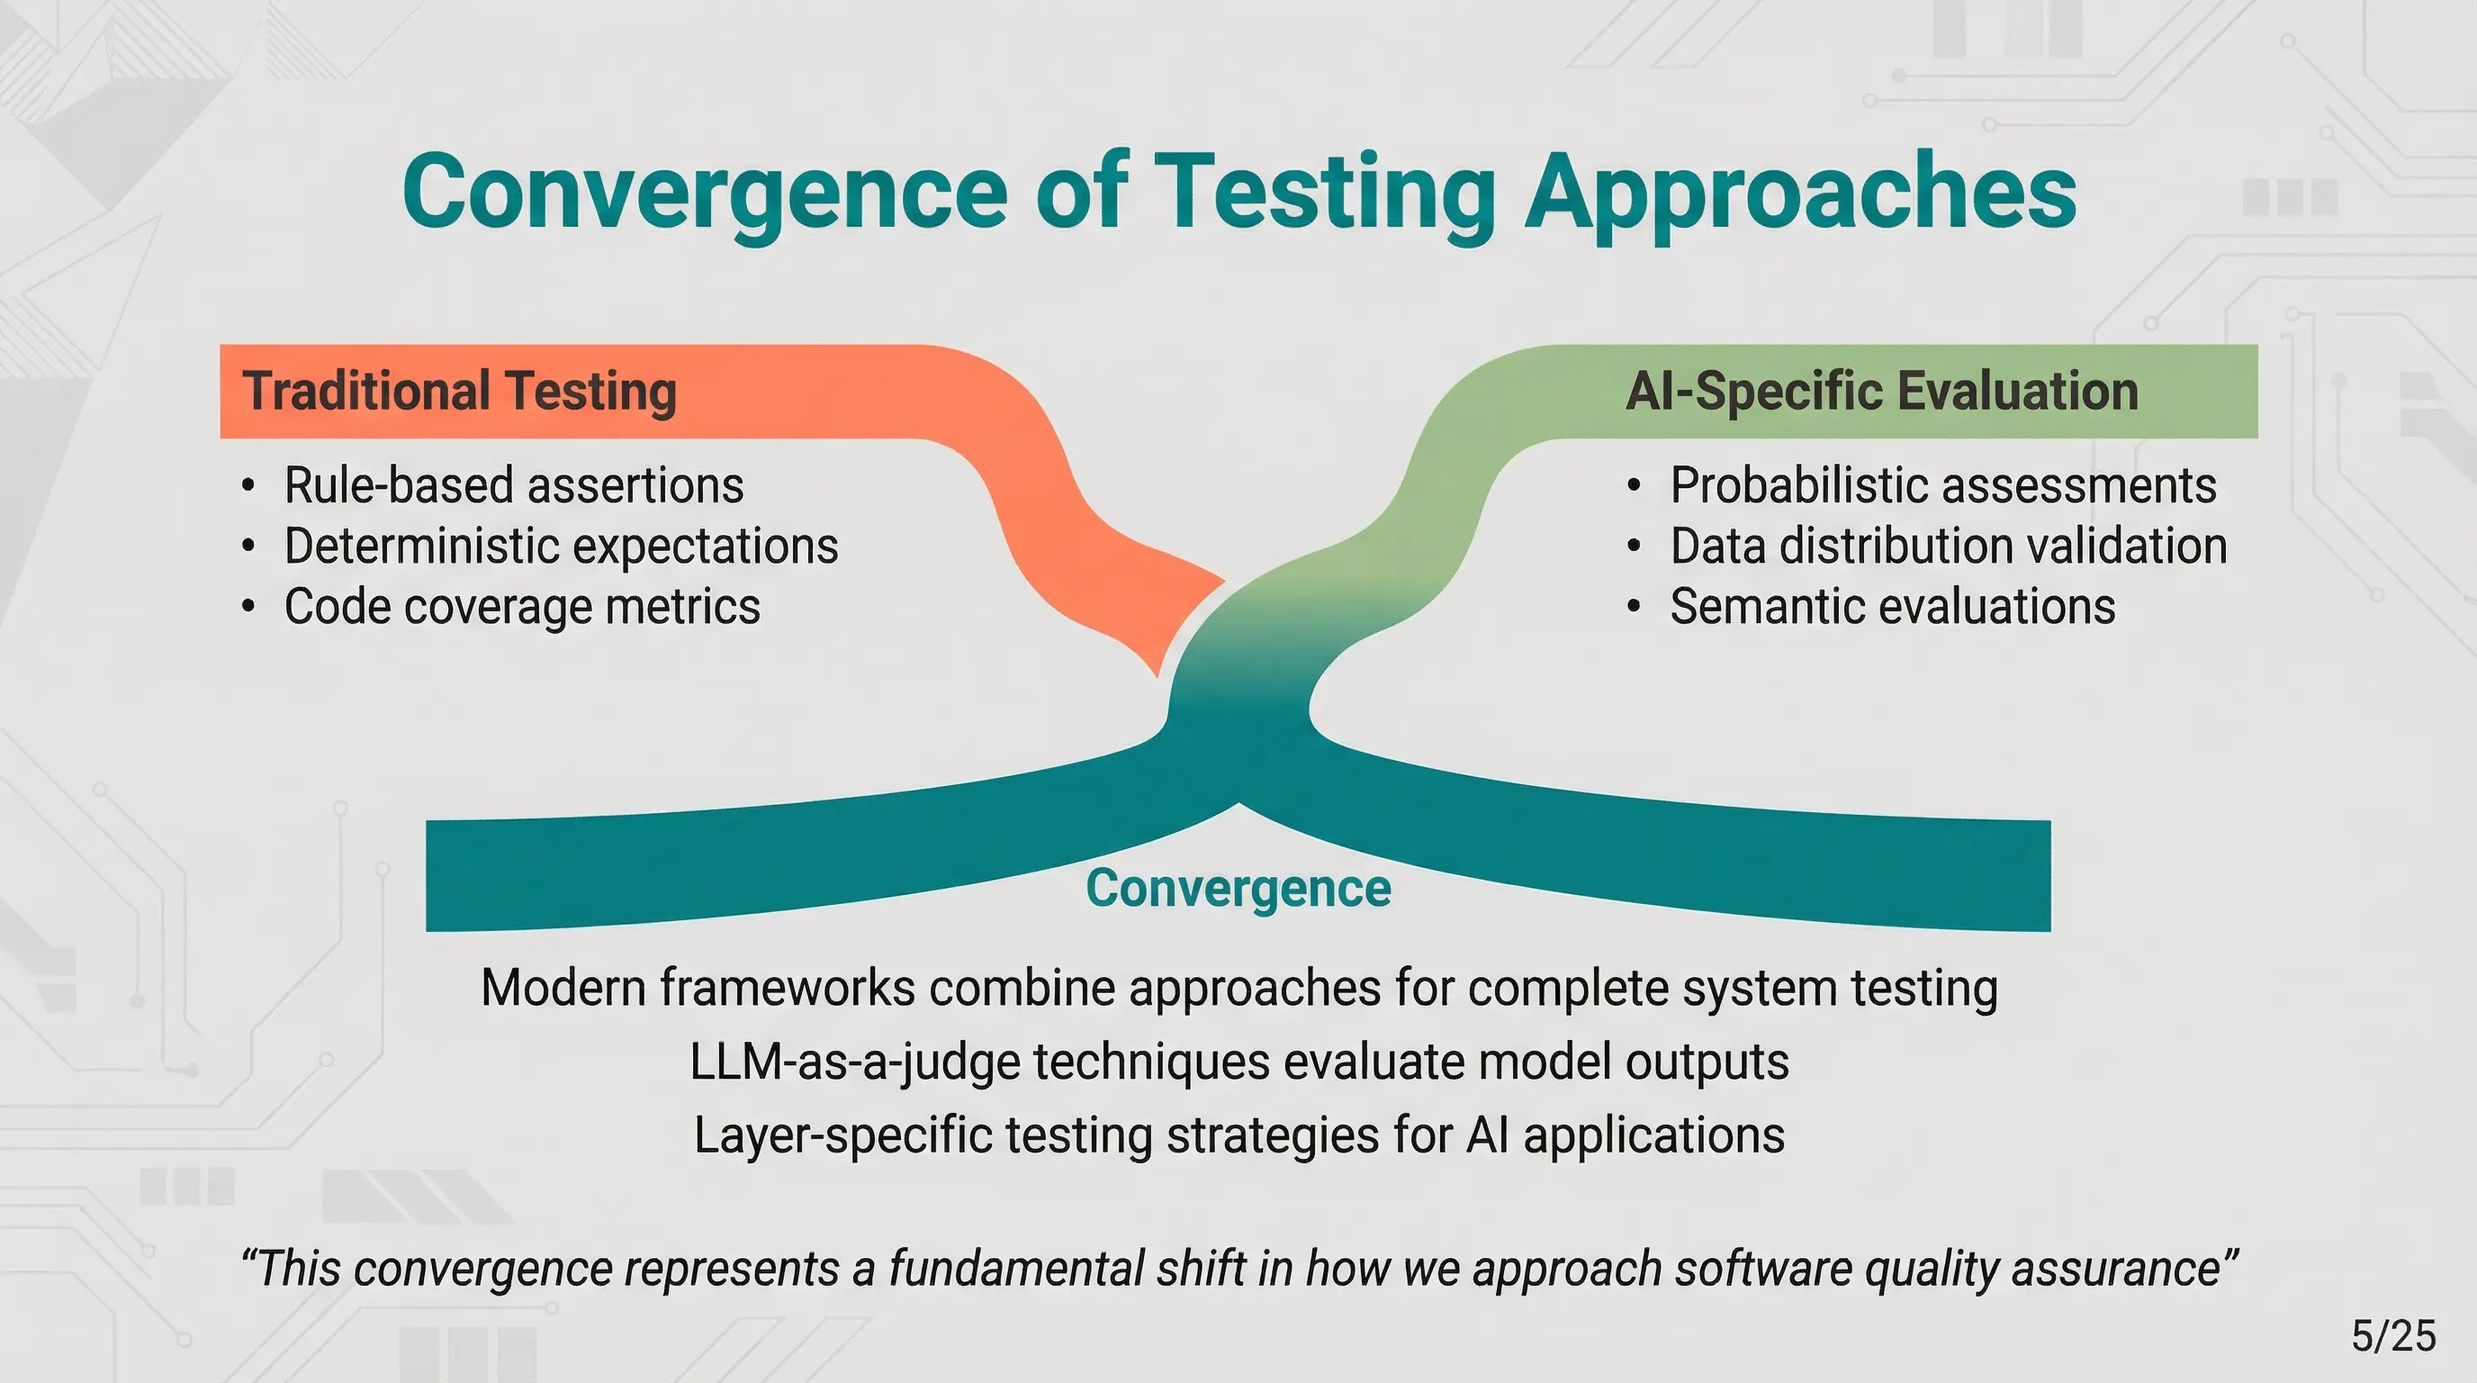 Convergence of Testing Approaches
Traditional Testing
• Rule-based assertions
• Deterministic expectations
• Code coverage metrics
AI-Specific Evaluation
• Probabilistic assessments
• Data distribution validation
• Semantic evaluations
Convergence
Modern frameworks combine approaches for complete system testing
LLM-as-a-judge techniques evaluate model outputs
Layer-specific testing strategies for AI applications
“This convergence represents a fundamental shift in how we approach software quality assurance”
5/25